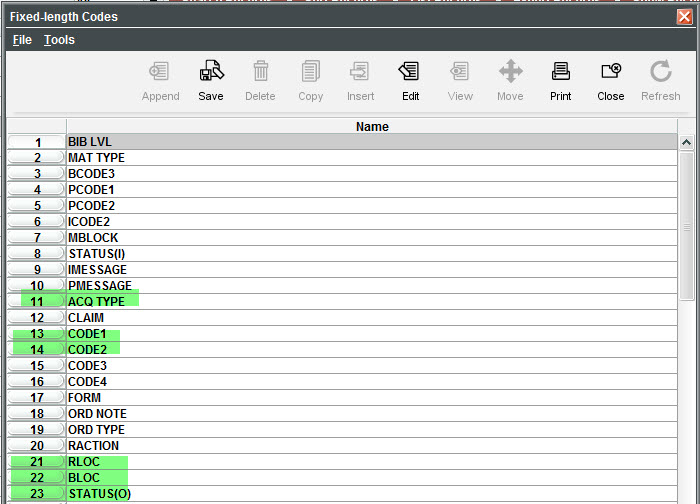 Fixed-length Codes
File Tools
Append Save Delete Copy Insert Edit View Move Print Close Refresh
Name
1 BIB LVL
2 MAT TYPE
3 BCODE3
4 PCODE1
5 PCODE2
6 ICODE2
7 MBLOCK
8 STATUS(I)
9 IMESSAGE
10 PMESSAGE
11 ACQ TYPE
12 CLAIM
13 CODE1
14 CODE2
15 CODE3
16 CODE4
17 FORM
18 ORD NOTE
19 ORD TYPE
20 RACTION
21 RLOC
22 BLOC
23 STATUS(O)